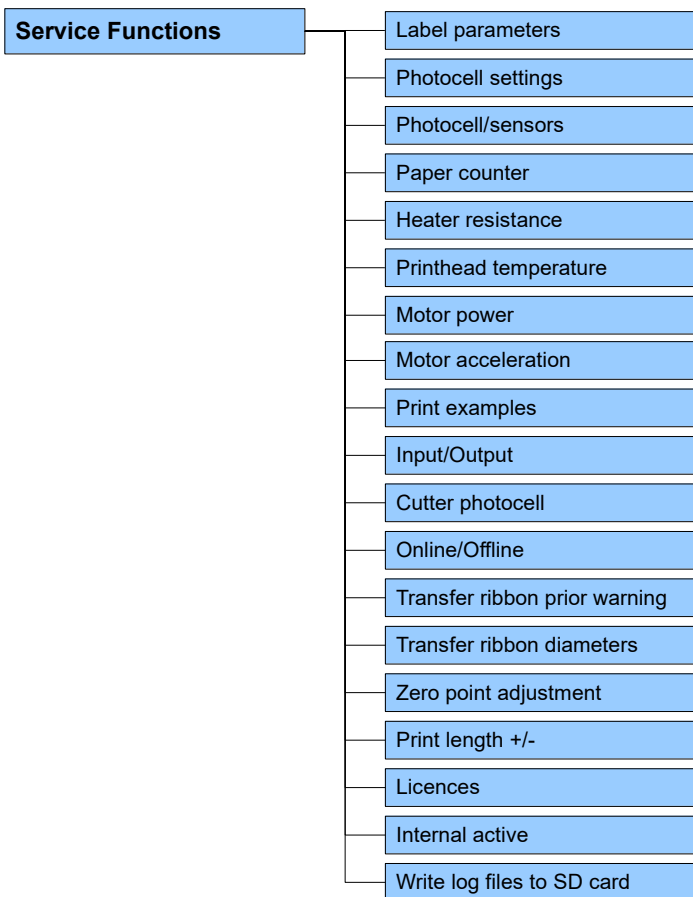 Service Functions
Label parameters
Photocell settings
Photocell/sensors
Paper counter
Heater resistance
Printhead temperature
Motor power
Motor acceleration
Print examples
Input/Output
Cutter photocell
Online/Offline
Transfer ribbon prior warning
Transfer ribbon diameters
Zero point adjustment
Print length +/-
Licences
Internal active
Write log files to SD card